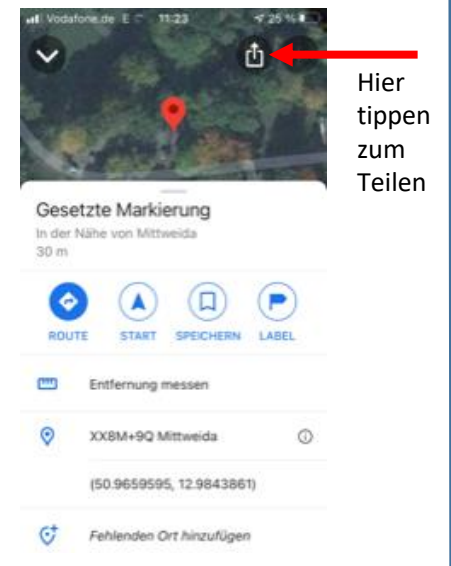 Vodafone.de E 11:23 25 %
Hier
tippen
zum
Teilen
Gesetzte Markierung
In der Nähe von Mittweida
30 m
ROUTE START SPEICHERN LABEL
Entfernung messen
XX8M+9Q Mittweida
(50.9659595, 12.9843861)
Fehlenden Ort hinzufügen